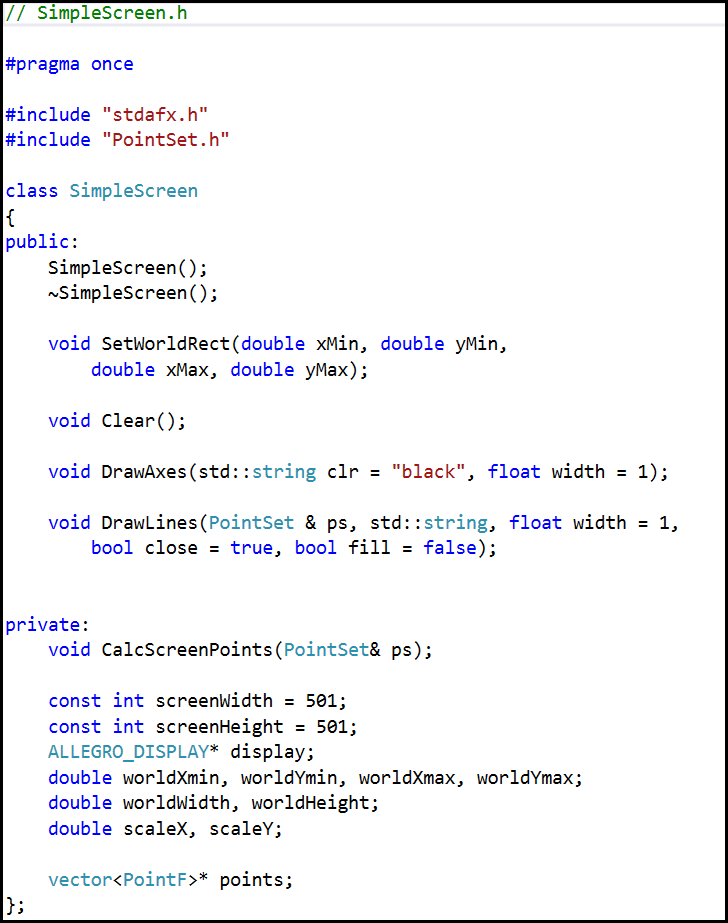 // SimpleScreen.h
#pragma once
#include "stdafx.h"
#include "PointSet.h"
class SimpleScreen
{
public:
    SimpleScreen();
    ~SimpleScreen();
    void SetWorldRect(double xMin, double yMin,
        double xMax, double yMax);
    void Clear();
    void DrawAxes(std::string clr = "black", float width = 1);
    void DrawLines(PointSet & ps, std::string, float width = 1,
        bool close = true, bool fill = false);
private:
    void CalcScreenPoints(PointSet& ps);
    const int screenWidth = 501;
    const int screenHeight = 501;
    ALLEGRO_DISPLAY* display;
    double worldXmin, worldYmin, worldXmax, worldYmax;
    double worldWidth, worldHeight;
    double scaleX, scaleY;
    vector<PointF>* points;
};